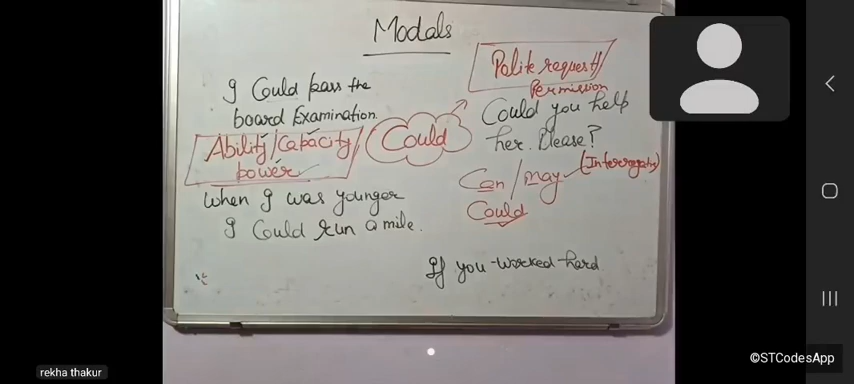 Modals
I Could pass the
board Examination.
Ability/Capacity
power
When I was younger
I Could run a mile.
Could
Polite request/
Permission
Could you help
her. Please?
Can/may (Interrogative)
Could
If you worked hard
rekha thakur
©STCodesApp